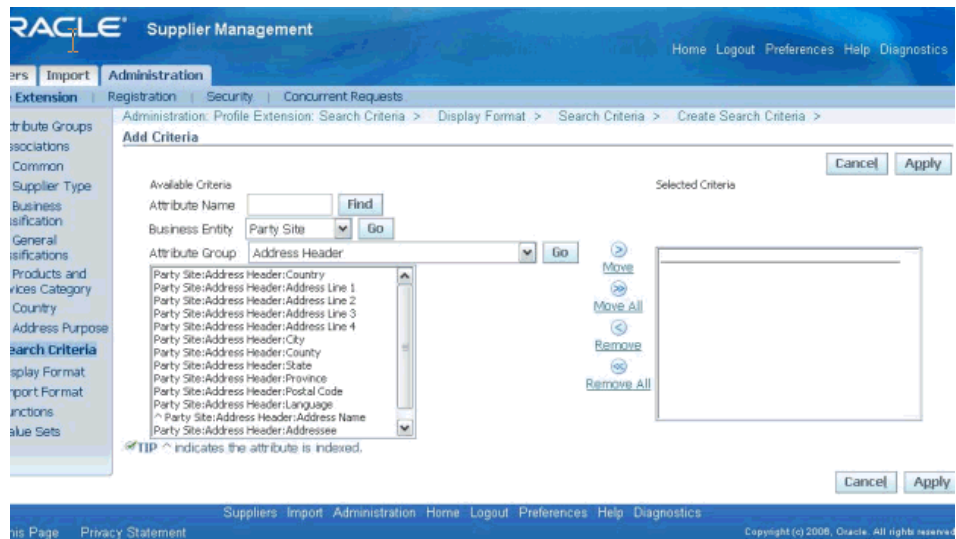 RACLE Supplier Management
Home Logout Preferences Help Diagnostics
ers Import Administration
Extension Registration Security Concurrent Requests
ttribute Groups
ssociations
Common
Supplier Type
Business
sification
General
ssifications
Products and
vices Category
Country
Address Purpose
earch Criteria
splay Format
nport Format
unctions
alue Sets
Administration: Profile Extension: Search Criteria > Display Format > Search Criteria > Create Search Criteria >
Add Criteria
Cancel Apply
Available Criteria
Attribute Name Find
Business Entity Party Site Go
Attribute Group Address Header Go
Party Site:Address Header:Country
Party Site:Address Header:Address Line 1
Party Site:Address Header:Address Line 2
Party Site:Address Header:Address Line 3
Party Site:Address Header:Address Line 4
Party Site:Address Header:City
Party Site:Address Header:County
Party Site:Address Header:State
Party Site:Address Header:Province
Party Site:Address Header:Postal Code
Party Site:Address Header:Language
^ Party Site:Address Header:Address Name
Party Site:Address Header:Addressee
TIP ^ indicates the attribute is indexed.
Move
Move All
Remove
Remove All
Selected Criteria
Cancel Apply
Suppliers Import Administration Home Logout Preferences Help Diagnostics
his Page Privacy Statement
Copyright (c) 2006, Oracle. All rights reserved